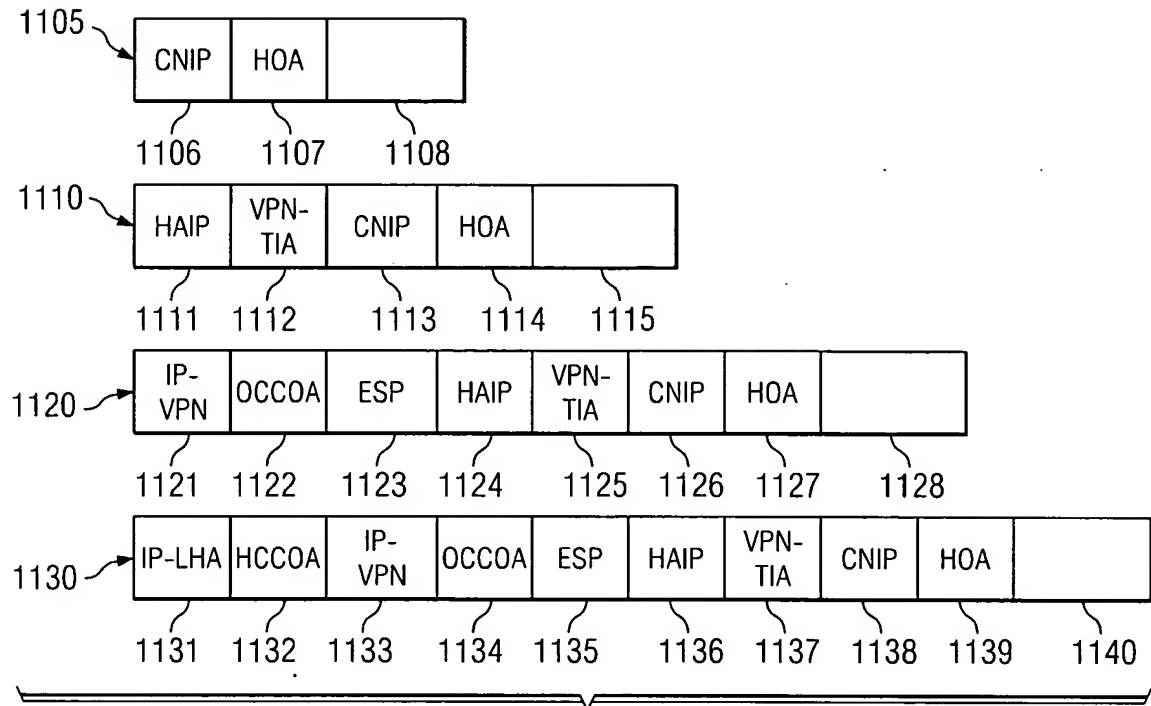 1105
CNIP HOA
1106 1107 1108
1110
HAIP VPN-
TIA CNIP HOA
1111 1112 1113 1114 1115
1120
IP-
VPN OCCOA ESP HAIP VPN-
TIA CNIP HOA
1121 1122 1123 1124 1125 1126 1127 1128
1130
IP-LHA HCCOA IP-
VPN OCCOA ESP HAIP VPN-
TIA CNIP HOA
1131 1132 1133 1134 1135 1136 1137 1138 1139 1140